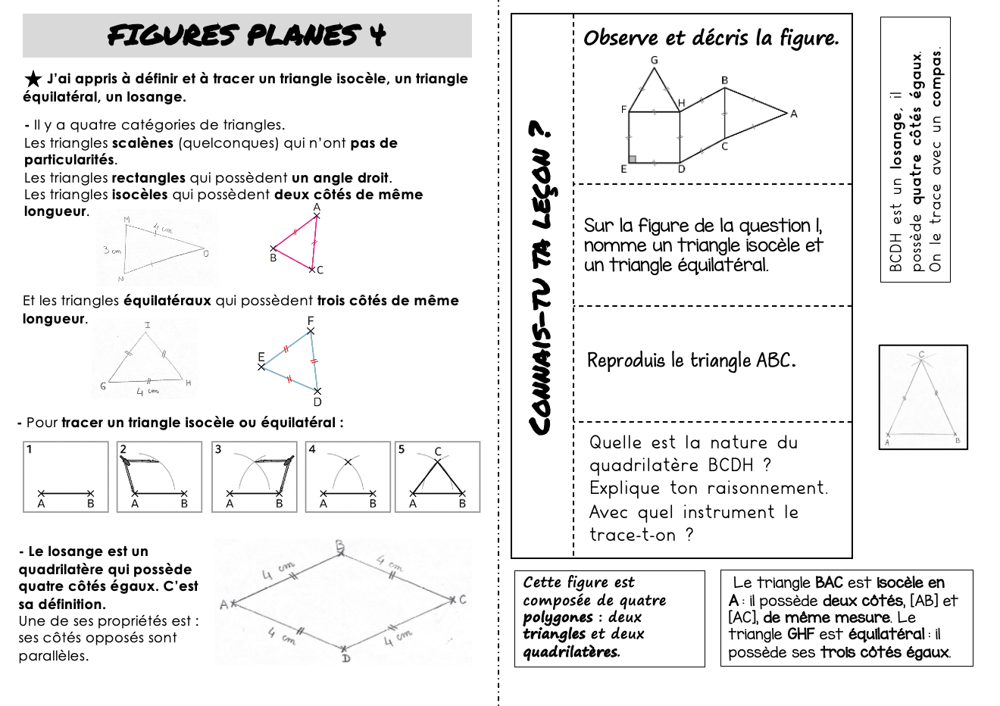 FIGURES PLANES 4
★ J'ai appris à définir et à tracer un triangle isocèle, un triangle
équilatéral, un losange.
- Il y a quatre catégories de triangles.
Les triangles scalènes (quelconques) qui n'ont pas de
particularités.
Les triangles rectangles qui possèdent un angle droit.
Les triangles isocèles qui possèdent deux côtés de même
longueur.
M
4 cm
3 cm
O
N
A
B
C
Et les triangles équilatéraux qui possèdent trois côtés de même
longueur.
I
G
H
4 cm
F
E
D
- Pour tracer un triangle isocèle ou équilatéral :
1
A B
2
A B
3
A B
4
A B
5
C
A B
- Le losange est un
quadrilatère qui possède
quatre côtés égaux. C'est
sa définition.
Une de ses propriétés est :
ses côtés opposés sont
parallèles.
B
4 cm
4 cm
A
C
4 cm
4 cm
D
CONNAIS-TU TA LEÇON ?
Observe et décris la figure.
G
B
F
H
A
C
E
D
Sur la figure de la question 1,
nomme un triangle isocèle et
un triangle équilatéral.
Reproduis le triangle ABC.
Quelle est la nature du
quadrilatère BCDH ?
Explique ton raisonnement.
Avec quel instrument le
trace-t-on ?
BCDH est un losange, il
possède quatre côtés égaux.
On le trace avec un compas.
C
A
B
Cette figure est
composée de quatre
polygones : deux
triangles et deux
quadrilatères.
Le triangle BAC est isocèle en
A : il possède deux côtés, [AB] et
[AC], de même mesure. Le
triangle GHF est équilatéral : il
possède ses trois côtés égaux.